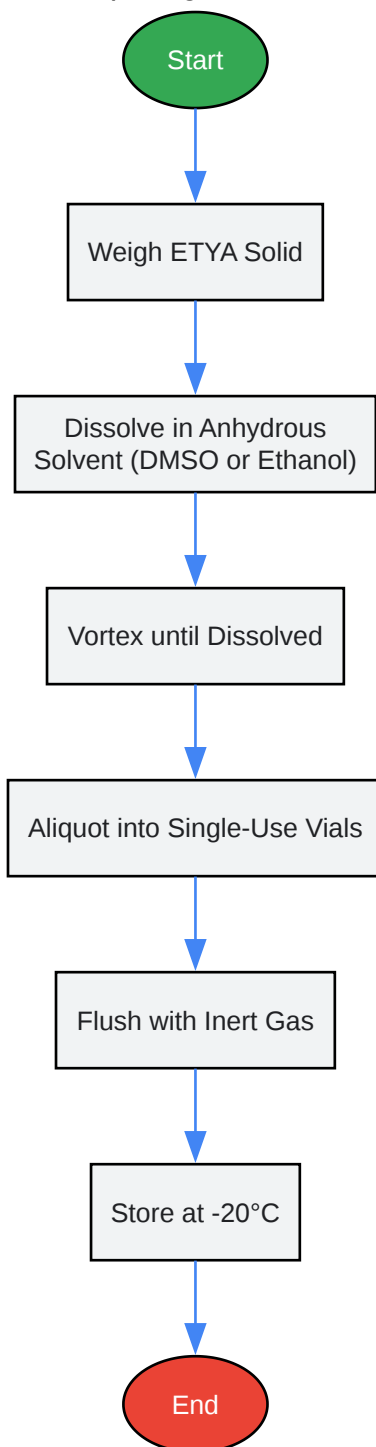 Start
Weigh ETYA Solid
Dissolve in Anhydrous
Solvent (DMSO or Ethanol)
Vortex until Dissolved
Aliquot into Single-Use Vials
Flush with Inert Gas
Store at -20°C
End